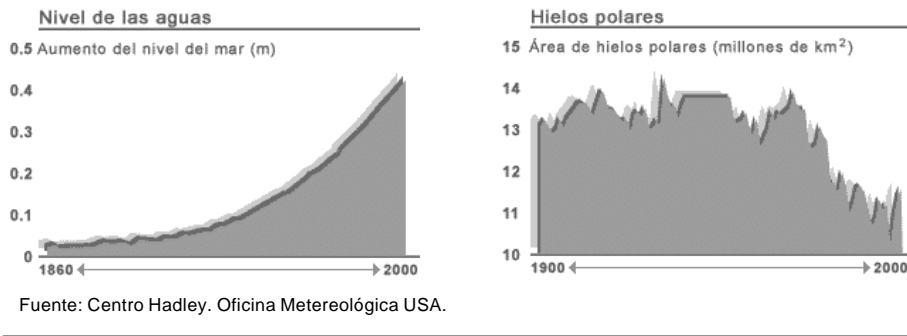 Nivel de las aguas
0.5 Aumento del nivel del mar (m)
0.4
0.3
0.2
0.1
0
1860 2000
Hielos polares
15 Área de hielos polares (millones de km²)
14
13
12
11
10
1900 2000
Fuente: Centro Hadley. Oficina Metereológica USA.